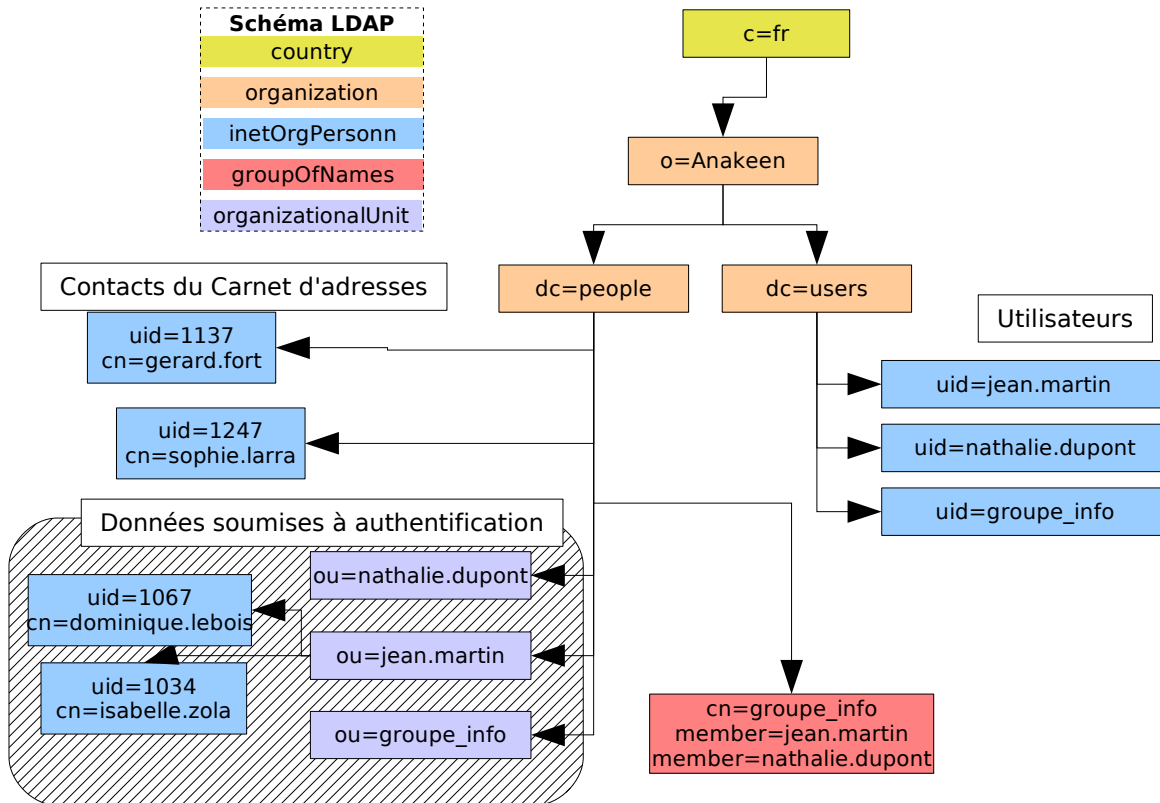 Schéma LDAP
country
organization
inetOrgPersonn
groupOfNames
organizationalUnit
c=fr
o=Anakeen
dc=people
dc=users
Contacts du Carnet d'adresses
uid=1137
cn=gerard.fort
uid=1247
cn=sophie.larra
Utilisateurs
uid=jean.martin
uid=nathalie.dupont
uid=groupe_info
Données soumises à authentification
ou=nathalie.dupont
uid=1067
cn=dominique.lebois
ou=jean.martin
uid=1034
cn=isabelle.zola
ou=groupe_info
cn=groupe_info
member=jean.martin
member=nathalie.dupont